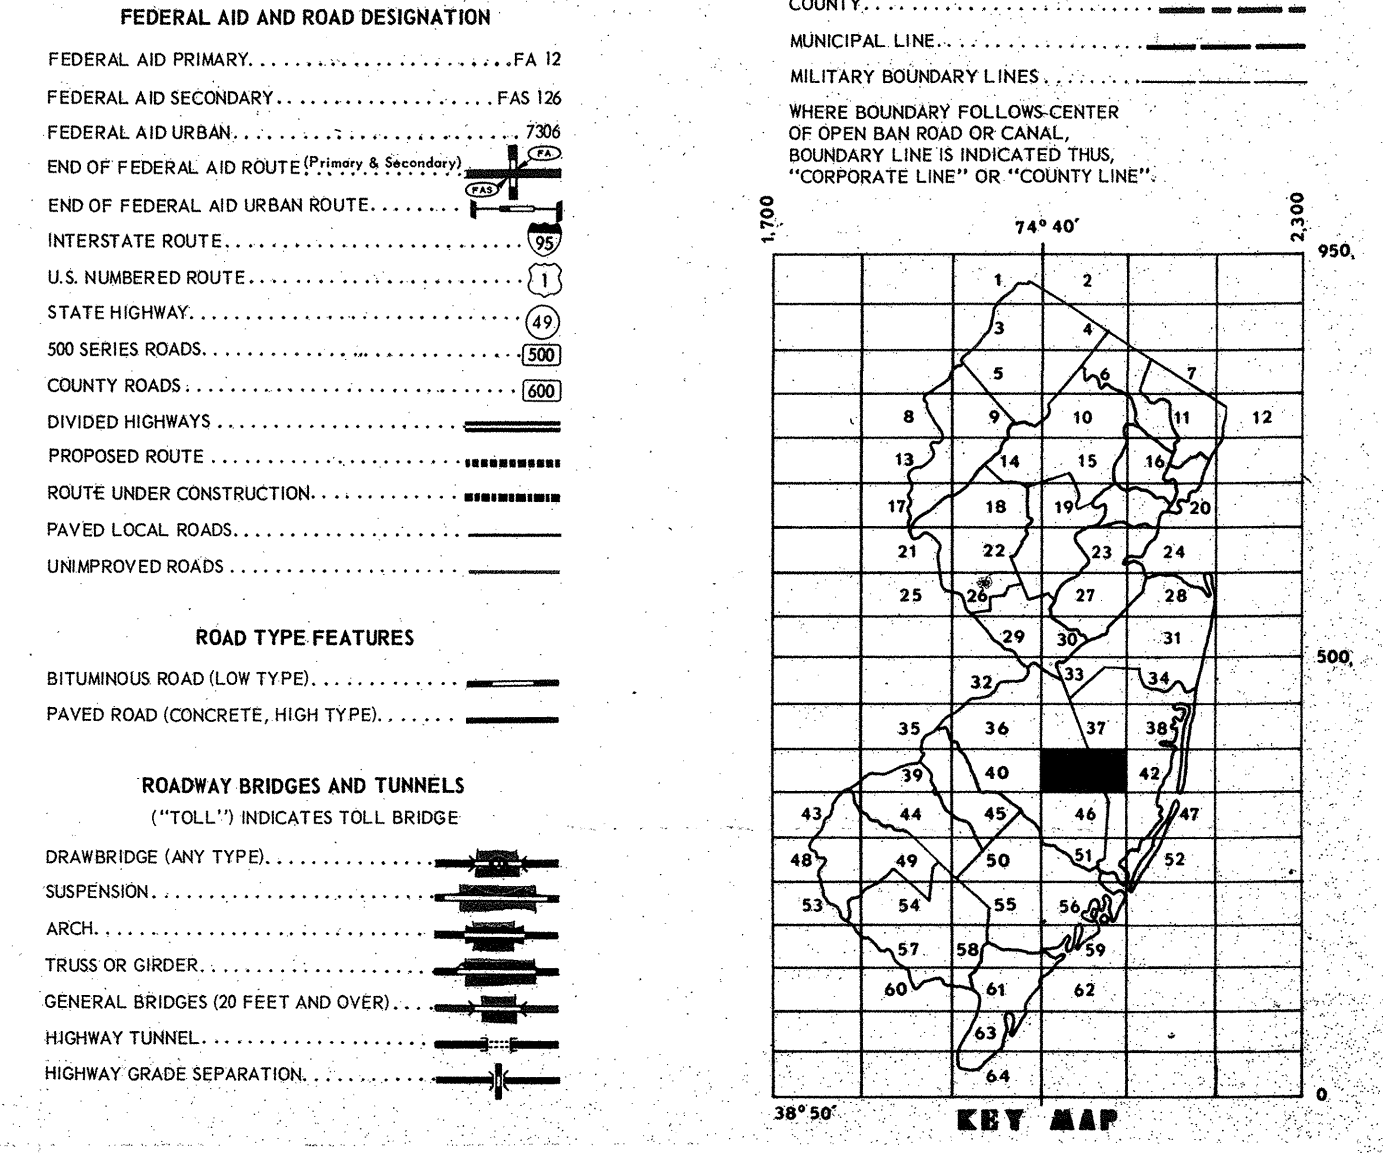 FEDERAL AID AND ROAD DESIGNATION
FEDERAL AID PRIMARY. . . . . . . . . . . . . . . . . . . .FA 12
FEDERAL AID SECONDARY. . . . . . . . . . . . . . . . . FAS 126
FEDERAL AID URBAN. . . . . . . . . . . . . . . . . . . . . . 7306
END OF FEDERAL AID ROUTE (Primary & Secondary)
FA
FAS
END OF FEDERAL AID URBAN ROUTE. . . . . . . .
INTERSTATE ROUTE. . . . . . . . . . . . . . . . . . . . . . . 95
U.S. NUMBERED ROUTE. . . . . . . . . . . . . . . . . . . . . 1
STATE HIGHWAY. . . . . . . . . . . . . . . . . . . . . . . . . 49
500 SERIES ROADS. . . . . . . . . . . . . . . . . . . . . . . . 500
COUNTY ROADS . . . . . . . . . . . . . . . . . . . . . . . . . 600
DIVIDED HIGHWAYS . . . . . . . . . . . . . . . . . . .
PROPOSED ROUTE . . . . . . . . . . . . . . . . . . . .
ROUTE UNDER CONSTRUCTION. . . . . . . . . . . .
PAVED LOCAL ROADS. . . . . . . . . . . . . . . . . .
UNIMPROVED ROADS . . . . . . . . . . . . . . . . . .
ROAD TYPE FEATURES
BITUMINOUS ROAD (LOW TYPE). . . . . . . . . . . .
PAVED ROAD (CONCRETE, HIGH TYPE). . . . . . .
ROADWAY BRIDGES AND TUNNELS
("TOLL") INDICATES TOLL BRIDGE
DRAWBRIDGE (ANY TYPE). . . . . . . . . . . . .
SUSPENSION. . . . . . . . . . . . . . . . . . . . . .
ARCH. . . . . . . . . . . . . . . . . . . . . . . . . .
TRUSS OR GIRDER. . . . . . . . . . . . . . . . . .
GENERAL BRIDGES (20 FEET AND OVER). . . .
HIGHWAY TUNNEL. . . . . . . . . . . . . . . . . .
HIGHWAY GRADE SEPARATION. . . . . . . . . .
COUNTY. . . . . . . . . . . . . . . . . . . . .
MUNICIPAL LINE. . . . . . . . . . . . . . .
MILITARY BOUNDARY LINES . . . . . . . .
WHERE BOUNDARY FOLLOWS CENTER
OF OPEN BAN ROAD OR CANAL,
BOUNDARY LINE IS INDICATED THUS,
"CORPORATE LINE" OR "COUNTY LINE".
1,700
74° 40′
2,300
950,
1 2
3 4
5 6 7
8 9 10 11 12
13 14 15 16
17 18 19 20
21 22 23 24
25 26 27 28
29 30 31
500,
32 33 34
35 36 37 38
39 40 42
43 44 45 46 47
48 49 50 51 52
53 54 55 56
57 58 59
60 61 62
63
64
0
38° 50′
KEY MAP